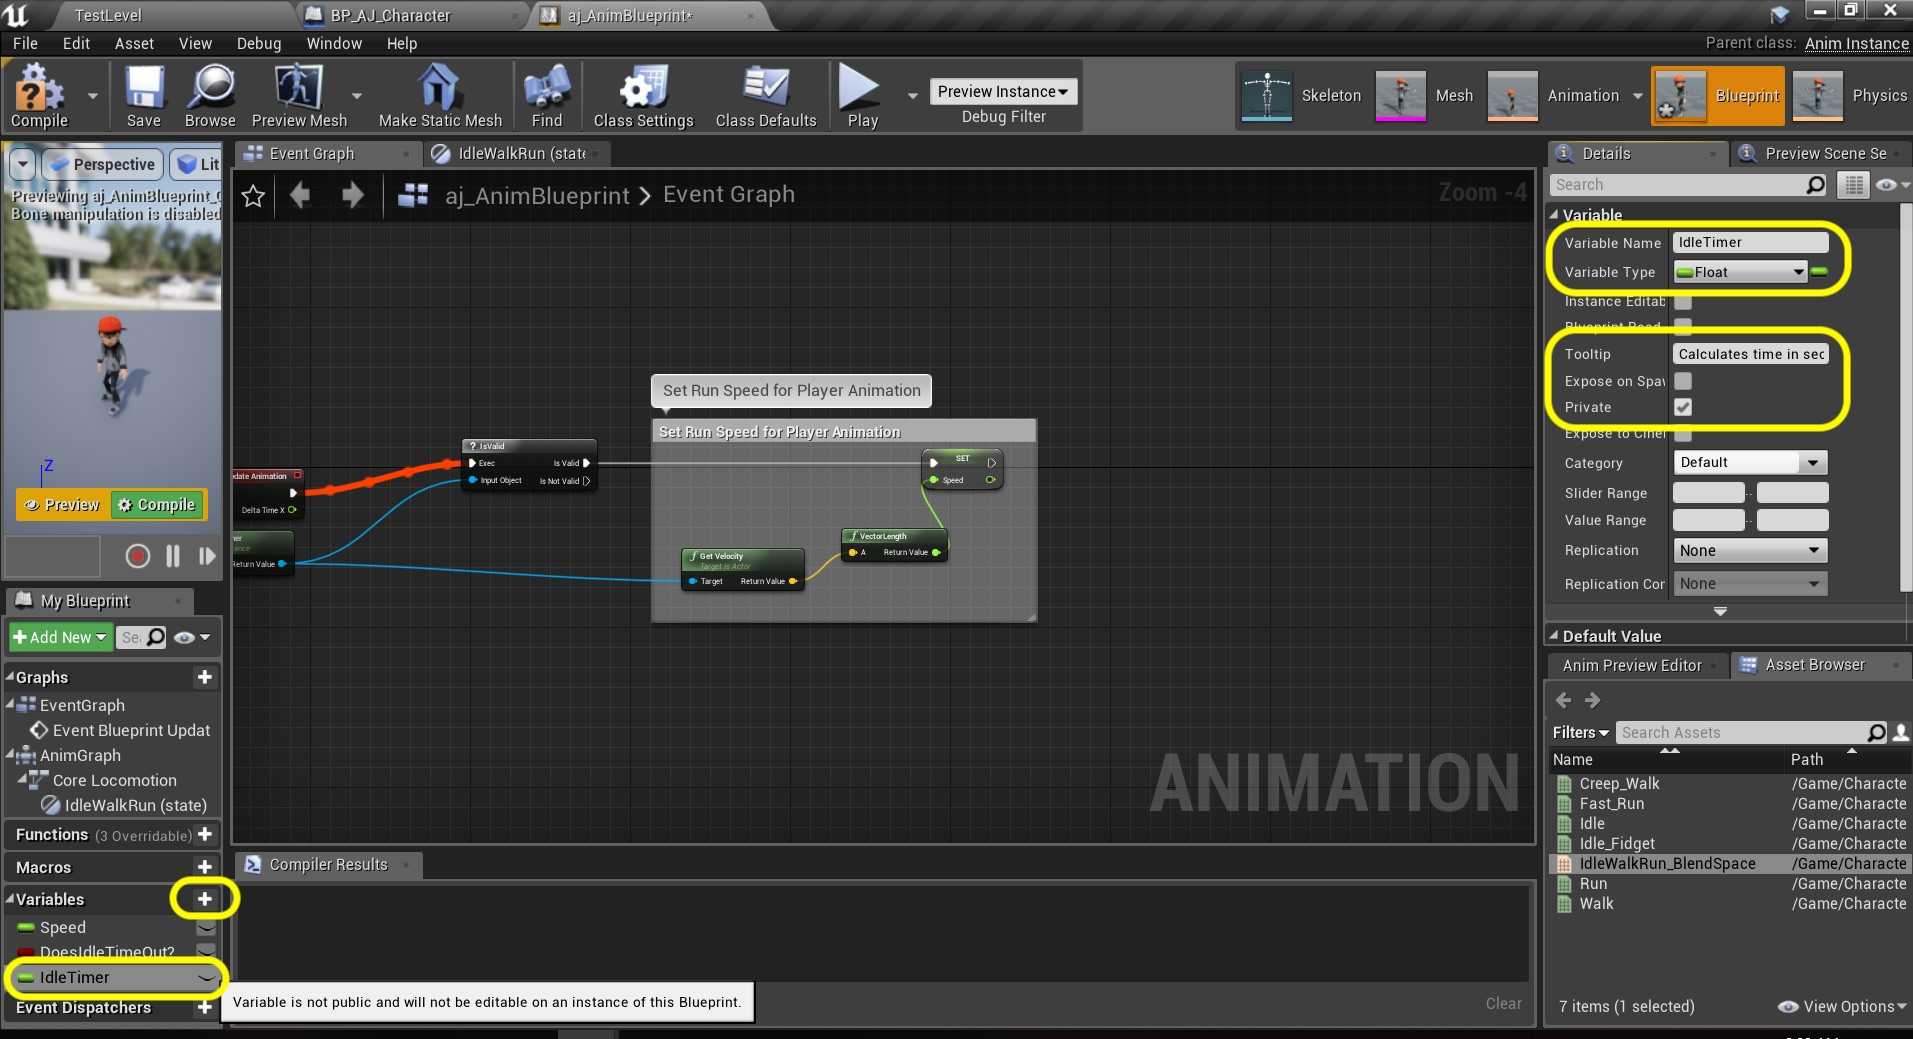 TestLevel
BP_AJ_Character
aj_AnimBlueprint*
File Edit Asset View Debug Window Help
Parent class: Anim Instance
Compile
Save
Browse
Preview Mesh
Make Static Mesh
Find
Class Settings
Class Defaults
Play
Preview Instance
Debug Filter
Skeleton
Mesh
Animation
Blueprint
Physics
Perspective
Lit
Previewing aj_AnimBlueprint_C
Bone manipulation is disabled
Z
Preview
Compile
Event Graph
IdleWalkRun (state
aj_AnimBlueprint > Event Graph
Zoom -4
Set Run Speed for Player Animation
Set Run Speed for Player Animation
date Animation
Delta Time X
Return Value
? IsValid
Exec
Is Valid
Input Object
Is Not Valid
SET
Speed
f VectorLength
A
Return Value
f Get Velocity
Target is Actor
Target
Return Value
ANIMATION
My Blueprint
+ Add New
Graphs
EventGraph
Event Blueprint Updat
AnimGraph
Core Locomotion
IdleWalkRun (state)
Functions (3 Overridable)
Macros
Variables
Speed
DoesIdleTimeOut?
IdleTimer
Event Dispatchers
Compiler Results
Variable is not public and will not be editable on an instance of this Blueprint.
Clear
Details
Preview Scene Se
Search
Variable
Variable Name IdleTimer
Variable Type Float
Instance Editab
Blueprint Read
Tooltip Calculates time in sec
Expose on Spaw
Private
Expose to Cinem
Category Default
Slider Range
Value Range
Replication None
Replication Cor None
Default Value
Anim Preview Editor
Asset Browser
Filters
Search Assets
Name Path
Creep_Walk /Game/Characte
Fast_Run /Game/Characte
Idle /Game/Characte
Idle_Fidget /Game/Characte
IdleWalkRun_BlendSpace /Game/Characte
Run /Game/Characte
Walk /Game/Characte
7 items (1 selected)
View Options